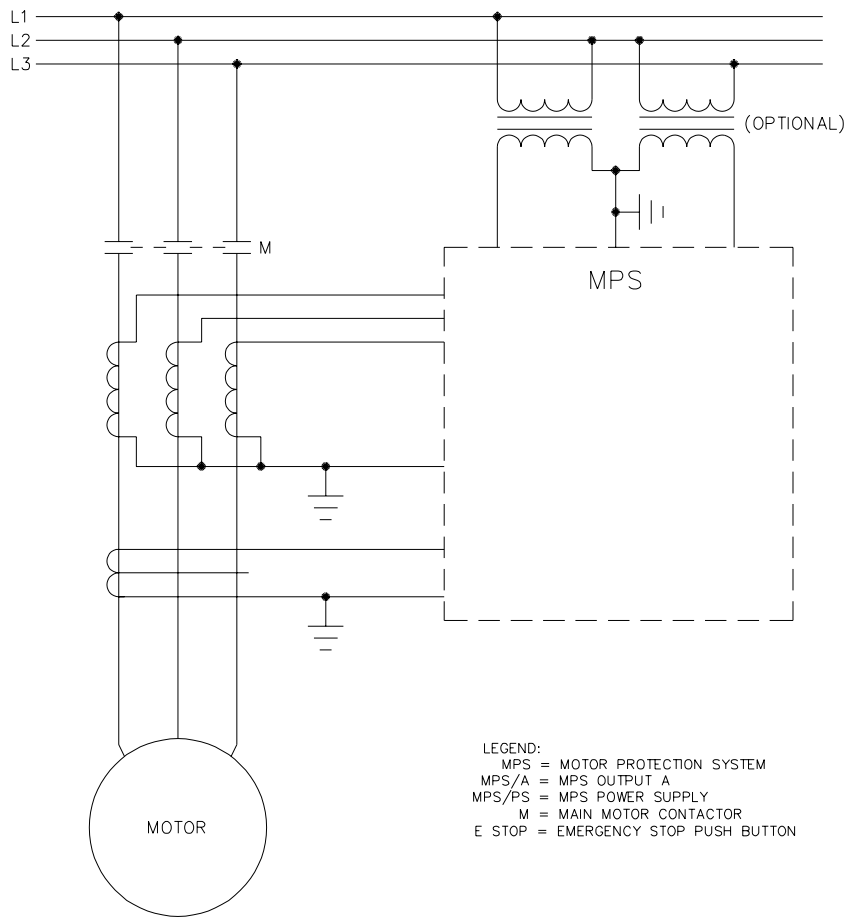 L1
L2
L3
(OPTIONAL)
M
MPS
MOTOR
LEGEND:
MPS = MOTOR PROTECTION SYSTEM
MPS/A = MPS OUTPUT A
MPS/PS = MPS POWER SUPPLY
M = MAIN MOTOR CONTACTOR
E STOP = EMERGENCY STOP PUSH BUTTON